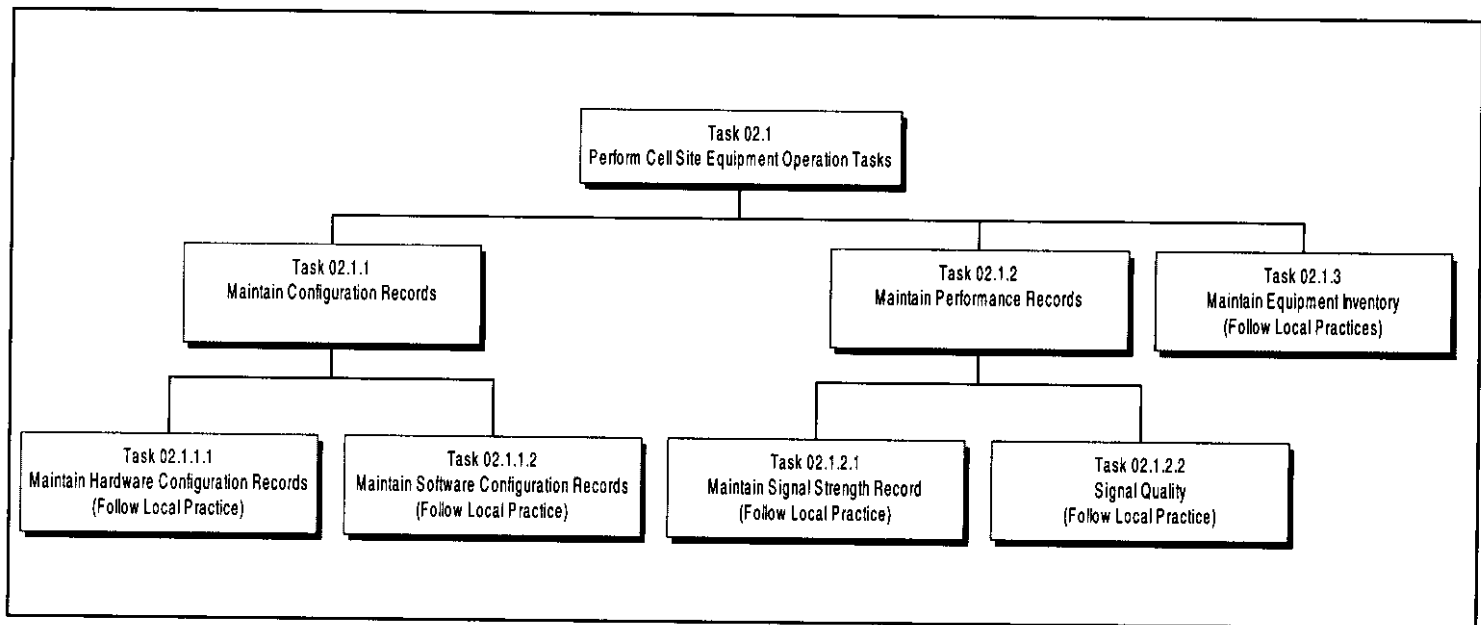 Task 02.1
Perform Cell Site Equipment Operation Tasks
Task 02.1.1
Maintain Configuration Records
Task 02.1.2
Maintain Performance Records
Task 02.1.3
Maintain Equipment Inventory
(Follow Local Practices)
Task 02.1.1.1
Maintain Hardware Configuration Records
(Follow Local Practice)
Task 02.1.1.2
Maintain Software Configuration Records
(Follow Local Practice)
Task 02.1.2.1
Maintain Signal Strength Record
(Follow Local Practice)
Task 02.1.2.2
Signal Quality
(Follow Local Practice)